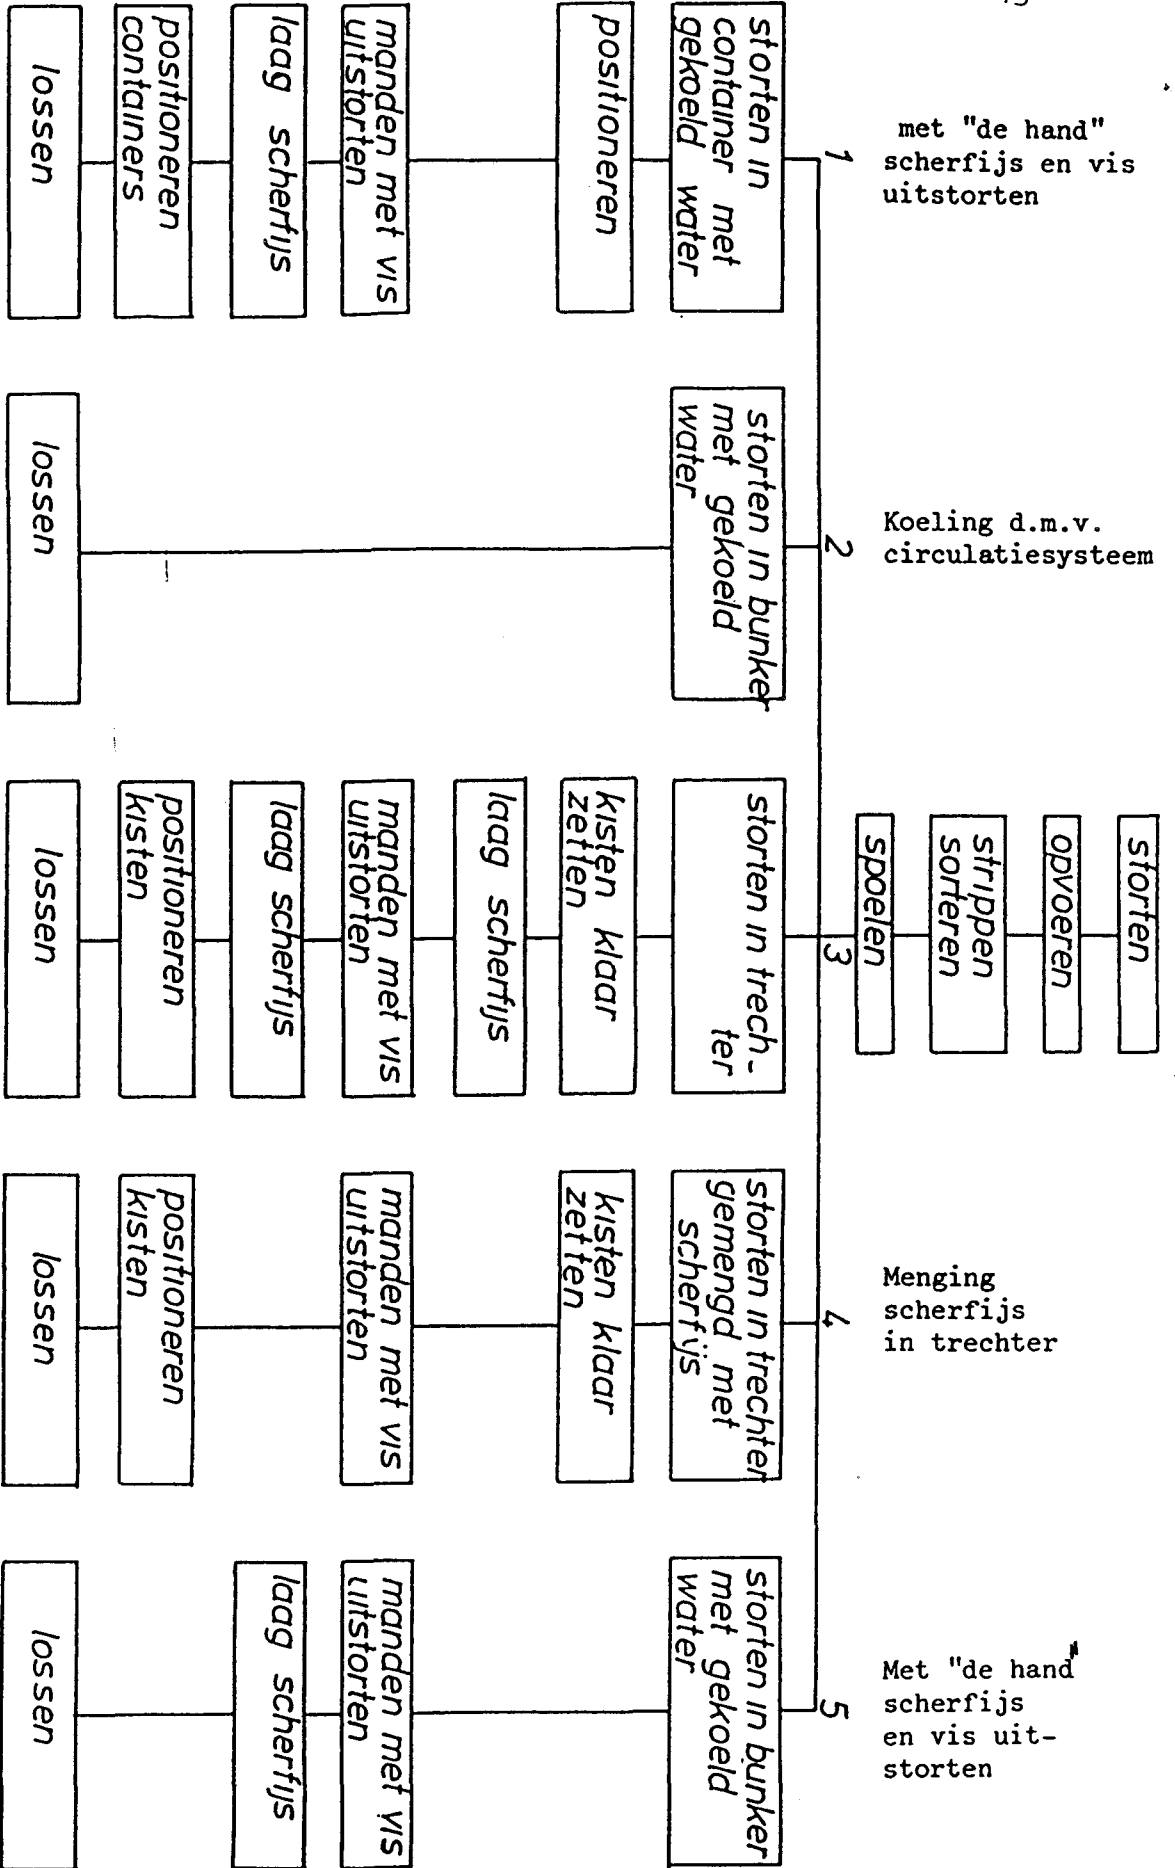 storten
opvoeren
strippen
sorteren
spoelen
1
met "de hand"
scherfijs en vis
uitstorten
storten in
container met
gekoeld water
positioneren
manden met vis
uitstorten
laag scherfijs
positioneren
containers
lossen
2
Koeling d.m.v.
circulatiesysteem
storten in bunker
met gekoeld
water
lossen
3
storten in trech-
ter
kisten klaar
zetten
laag scherfijs
manden met vis
uitstorten
laag scherfijs
positioneren
kisten
lossen
4
Menging
scherfijs
in trechter
storten in trechter
gemengd met
scherfijs
kisten klaar
zetten
manden met vis
uitstorten
positioneren
kisten
lossen
5
Met "de hand"
scherfijs
en vis uit-
storten
storten in bunker
met gekoeld
water
manden met vis
uitstorten
laag scherfijs
lossen